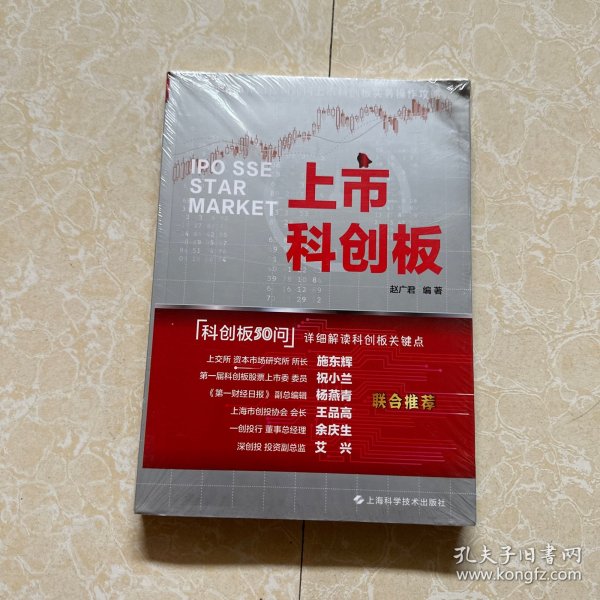 IPO SSE
STAR
MARKET
上市
科创板
赵广君 编著
「科创板50问」 详细解读科创板关键点
上交所 资本市场研究所 所长 施东辉
第一届科创板股票上市委 委员 祝小兰
《第一财经日报》 副总编辑 杨燕青
上海市创投协会 会长 王品高
一创投行 董事总经理 余庆生
深创投 投资副总监 艾兴
联合推荐
上海科学技术出版社
孔夫子旧书网
www.kongfz.com